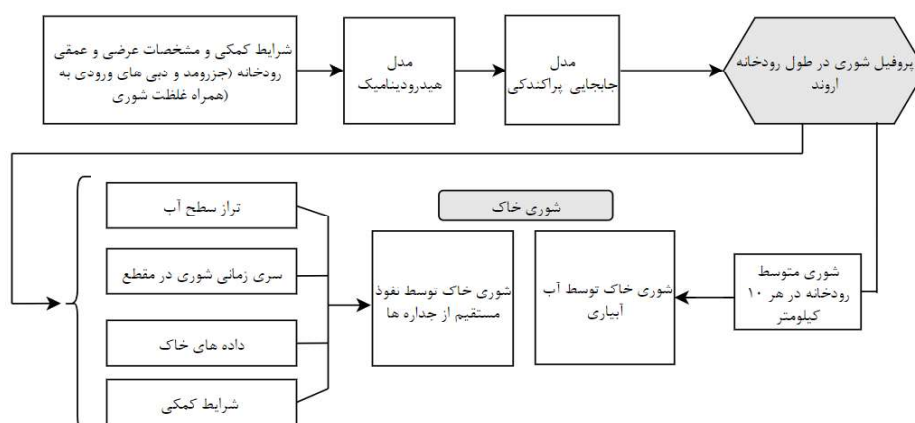 شرایط کمکی و مشخصات عرضی و عمقی
رودخانه (جزرومد و دبی های ورودی به
همراه غلظت شوری)
مدل
هیدرودینامیک
مدل
جابجایی پراکندکی
پروفیل شوری در طول رودخانه
اروند
تراز سطح آب
سری زمانی شوری در مقطع
داده های خاک
شرایط کمکی
شوری خاک
شوری خاک توسط نفوذ
مستقیم از جداره ها
شوری خاک توسط آب
آبیاری
شوری متوسط
رودخانه در هر ۱۰
کیلومتر